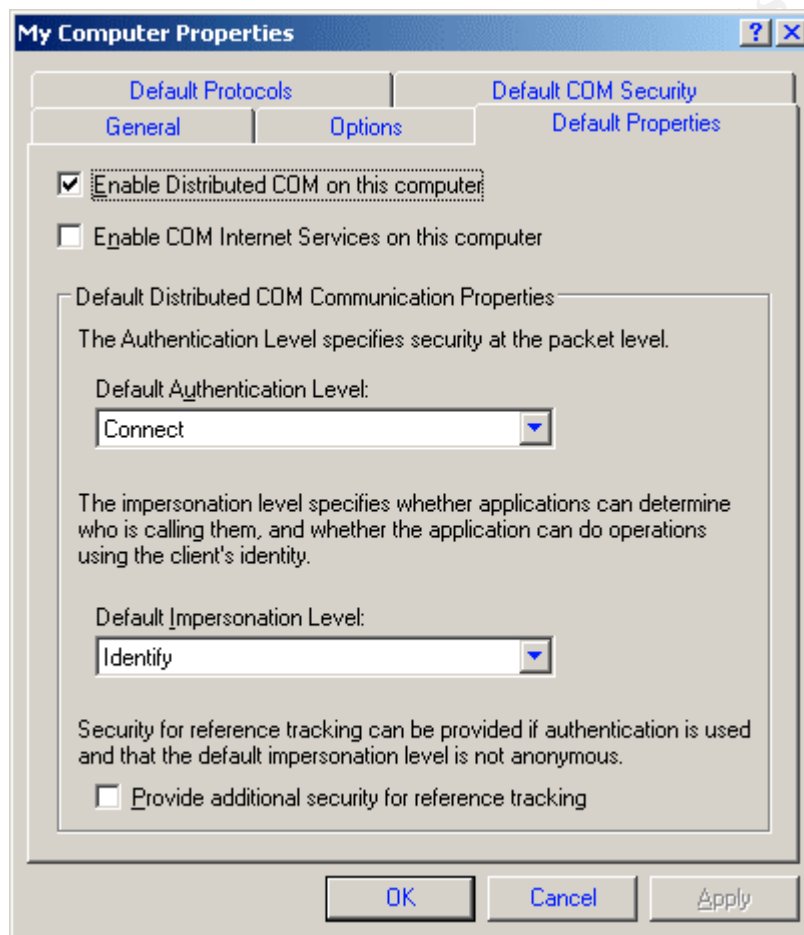 My Computer Properties
Default Protocols
Default COM Security
General
Options
Default Properties
Enable Distributed COM on this computer
Enable COM Internet Services on this computer
Default Distributed COM Communication Properties
The Authentication Level specifies security at the packet level.
Default Authentication Level:
Connect
The impersonation level specifies whether applications can determine
who is calling them, and whether the application can do operations
using the client's identity.
Default Impersonation Level:
Identify
Security for reference tracking can be provided if authentication is used
and that the default impersonation level is not anonymous.
Provide additional security for reference tracking
OK
Cancel
Apply